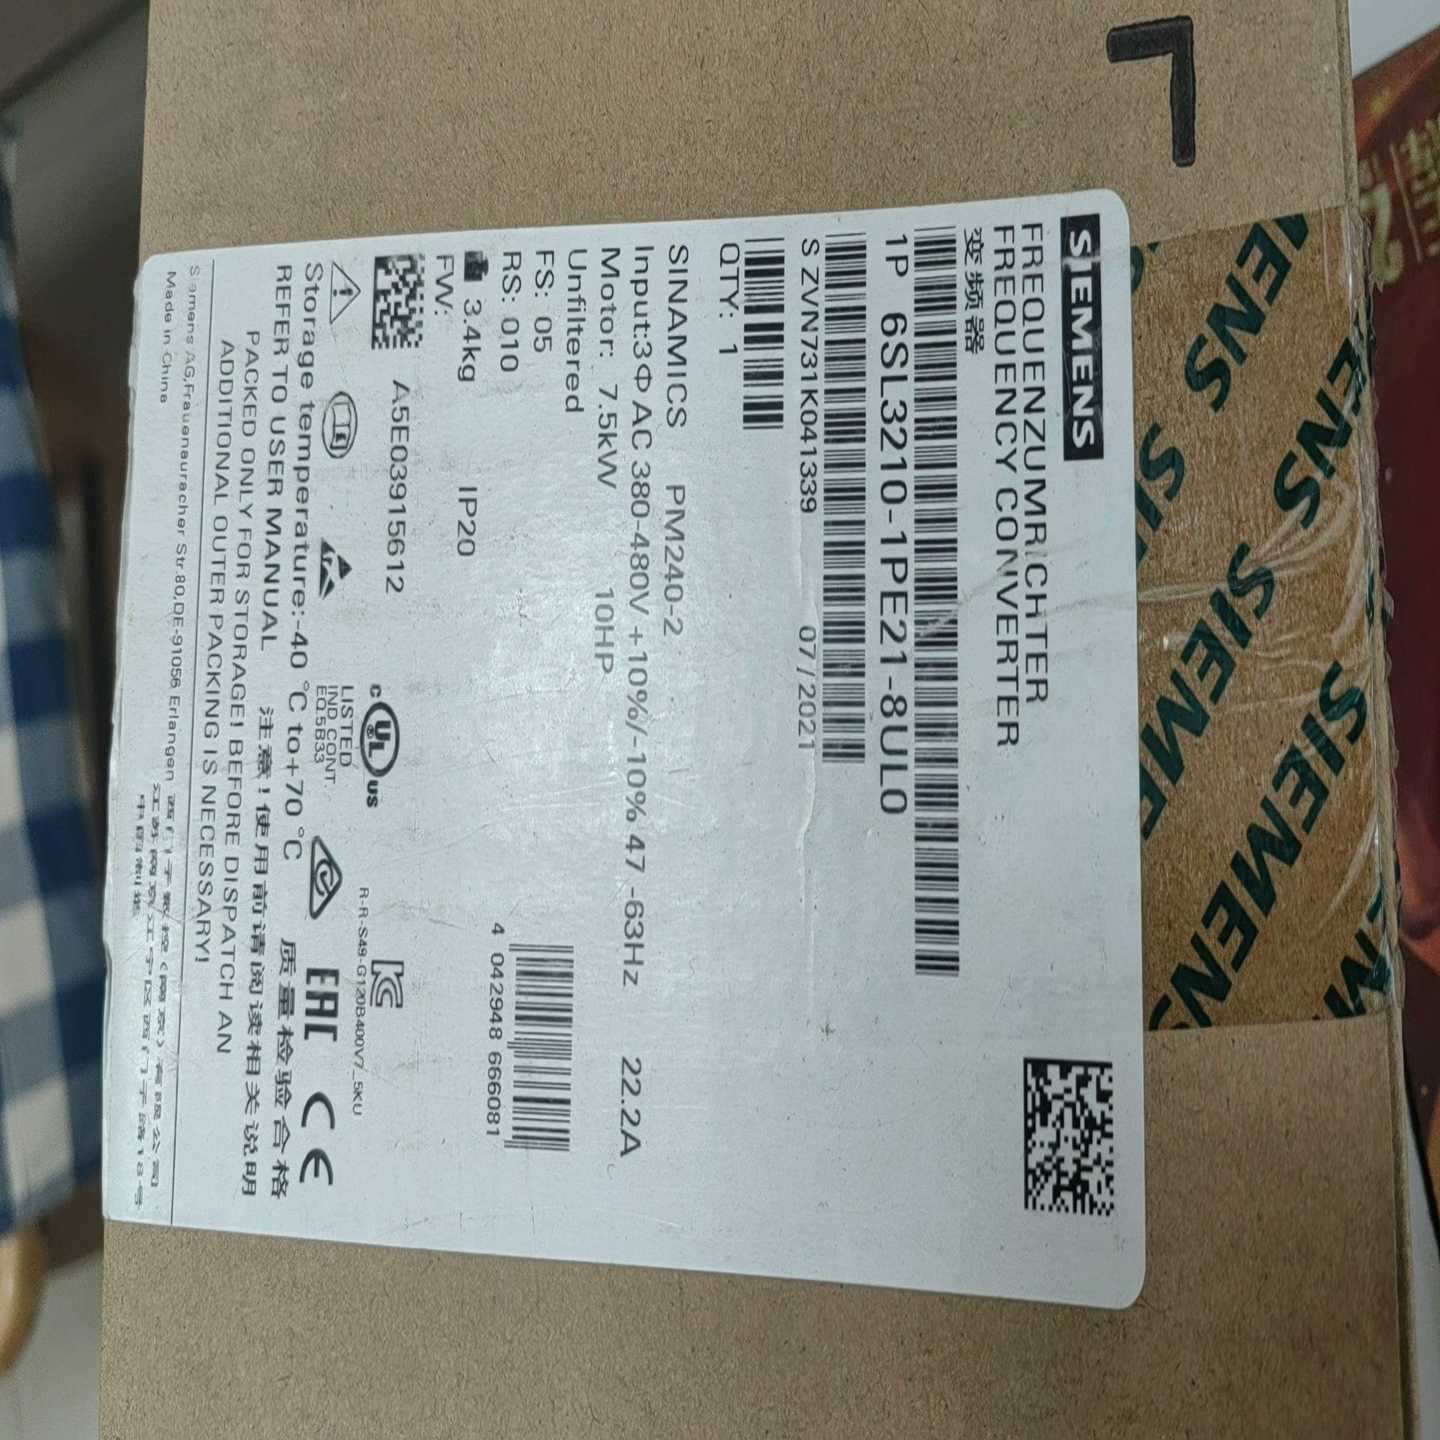 SIEMENS
FREQUENZUMRICHTER
FREQUENCY CONVERTER
变频器
1P 6SL3210-1PE21-8UL0
S ZVN731K041339 07/2021
QTY: 1
SINAMICS PM240-2
Input:3Φ AC 380-480V +10%/-10% 47-63Hz 22.2A
Motor: 7.5kW 10HP
Unfiltered
FS: 05
RS: 010
4 042948 666081
3.4kg IP20
FW:
A5E03915612
c UL ® US
LISTED
IND.CONT.
EQ.5B33
R-R-S49-G120B400V7_5KU
EAC CE
Storage temperature:-40 °C to+70 °C 质量检验合格
REFER TO USER MANUAL 注意!使用前请阅读相关说明
PACKED ONLY FOR STORAGE! BEFORE DISPATCH AN
ADDITIONAL OUTER PACKING IS NECESSARY!
Siemens AG,Frauenauracher Str.80,DE-91056 Erlangen
Made in China
SIEMENS
SIEMENS